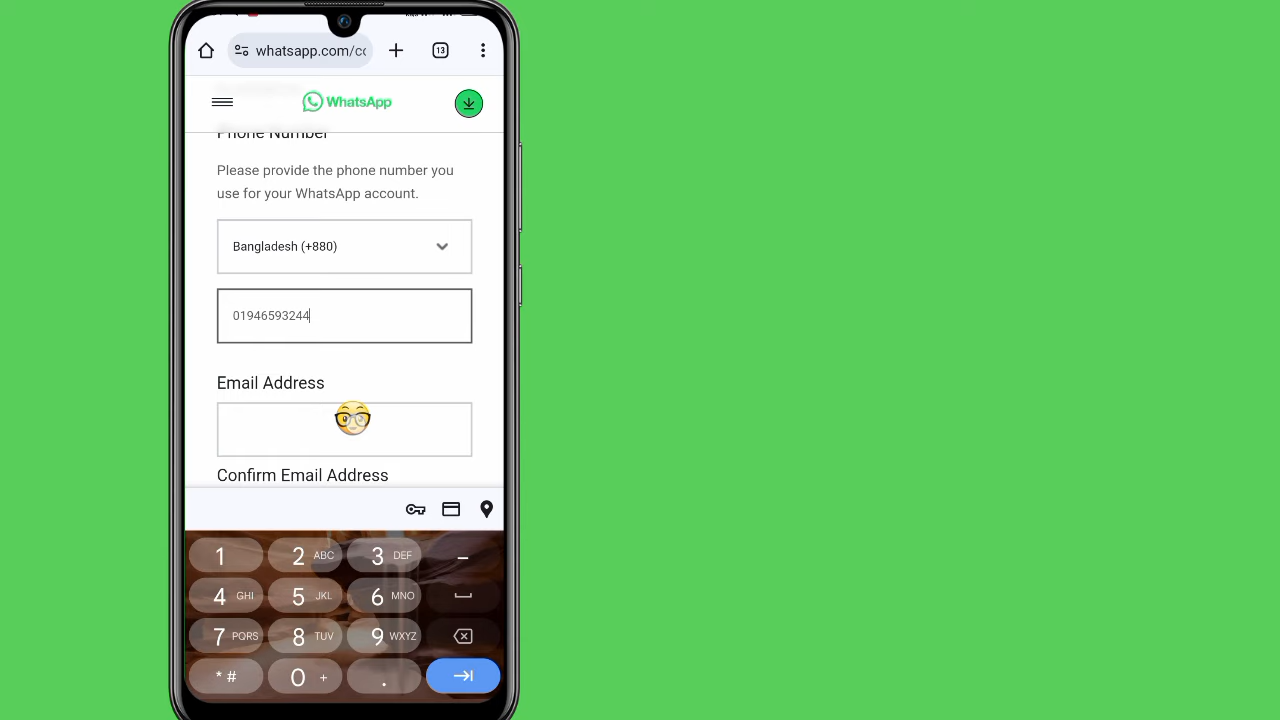 13
whatsapp.com/co
WhatsApp
Phone Number
Please provide the phone number you
use for your WhatsApp account.
Bangladesh (+880)
01946593244
Email Address
Confirm Email Address
1 2 ABC 3 DEF –
4 GHI 5 JKL 6 MNO
7 PQRS 8 TUV 9 WXYZ
* # 0 + .